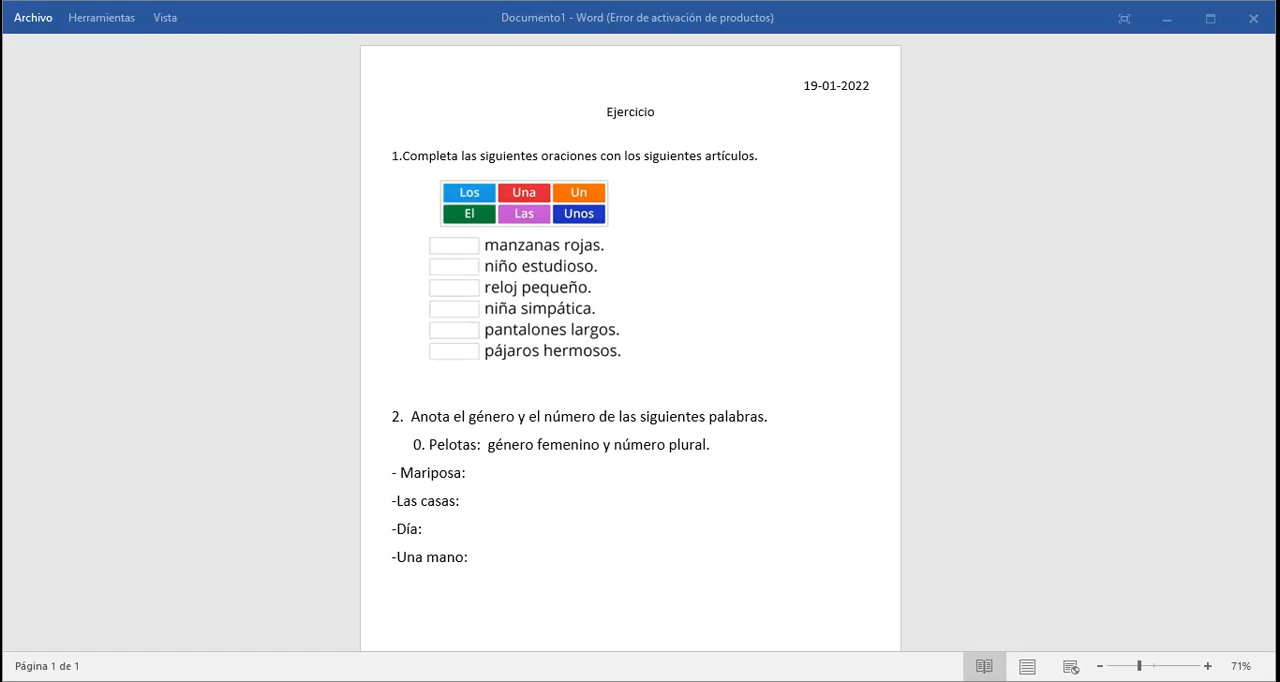 Archivo Herramientas Vista Documento1 - Word (Error de activación de productos)
19-01-2022
Ejercicio
1.Completa las siguientes oraciones con los siguientes artículos.
Los Una Un
El Las Unos
manzanas rojas.
niño estudioso.
reloj pequeño.
niña simpática.
pantalones largos.
pájaros hermosos.
2. Anota el género y el número de las siguientes palabras.
0. Pelotas: género femenino y número plural.
- Mariposa:
-Las casas:
-Día:
-Una mano:
Página 1 de 1 71%